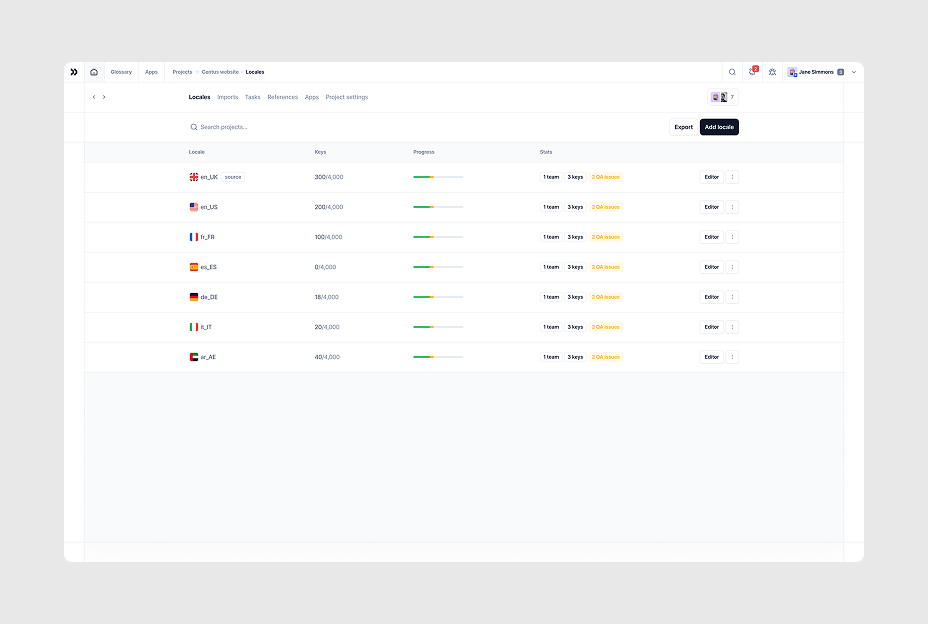 Glossary Apps Projects Centus website Locales 2 Jane Simmons
Locales Imports Tasks References Apps Project settings 7
Search projects... Export Add locale
Locale Keys Progress Stats
en_UK source 300/4,000 1 team 3 keys 2 QA issues Editor
en_US 200/4,000 1 team 3 keys 2 QA issues Editor
fr_FR 100/4,000 1 team 3 keys 2 QA issues Editor
es_ES 0/4,000 1 team 3 keys 2 QA issues Editor
de_DE 18/4,000 1 team 3 keys 2 QA issues Editor
it_IT 20/4,000 1 team 3 keys 2 QA issues Editor
ar_AE 40/4,000 1 team 3 keys 2 QA issues Editor